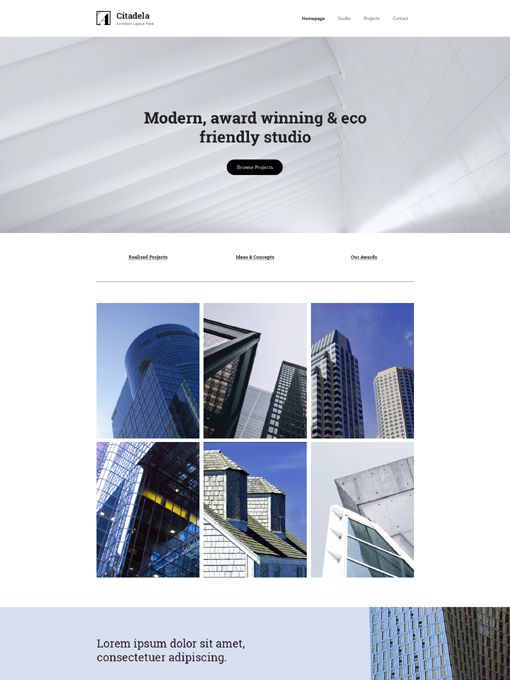 Citadela
Architect Layout Pack
Homepage Studio Projects Contact
Modern, award winning & eco
friendly studio
Browse Projects
Realised Projects Ideas & Concepts Our Awards
Lorem ipsum dolor sit amet,
consectetuer adipiscing.